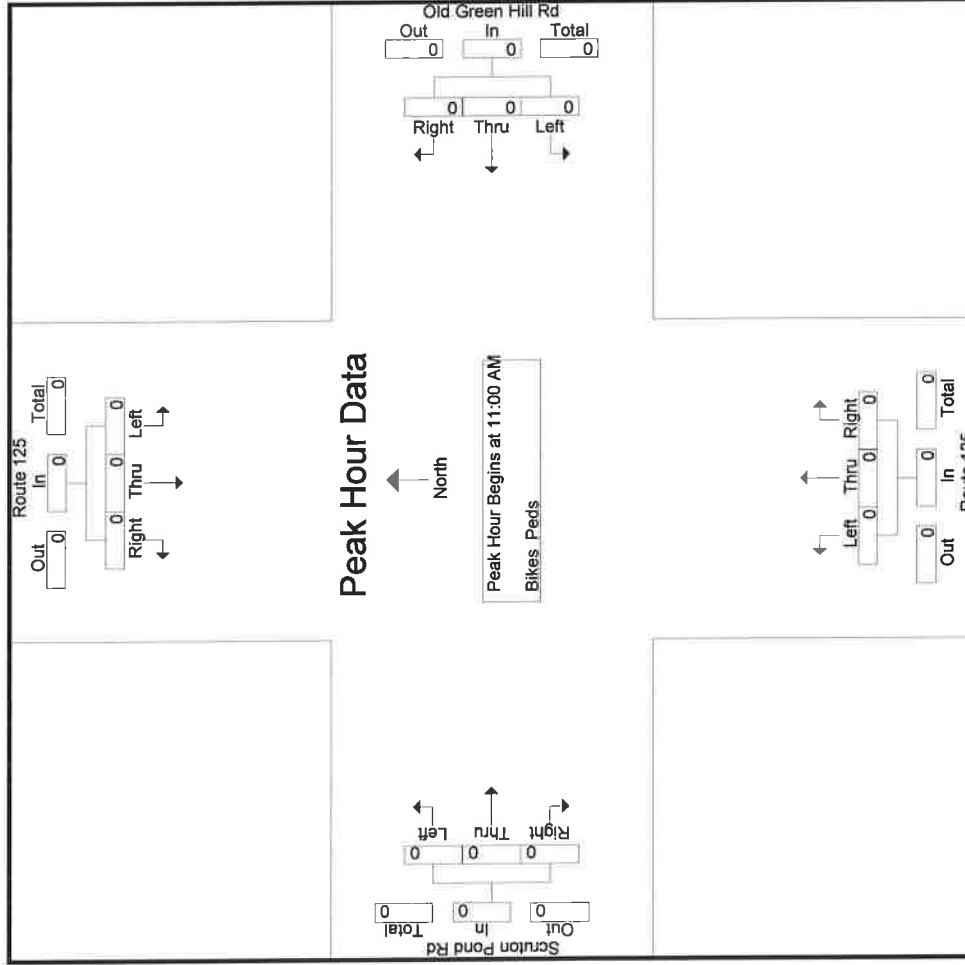 Old Green Hill Rd
Out In Total
0 0 0
0 0 0
Right Thru Left
Route 125
Out In Total
0 0 0
0 0 0
Right Thru Left
Peak Hour Data
North
Peak Hour Begins at 11:00 AM
Bikes Peds
Left Thru Right
0 0 0
0 0 0
Out In Total
Left
Thru
Right
0
0
0
0 0 0
Total In Out
Scruton Pond Rd